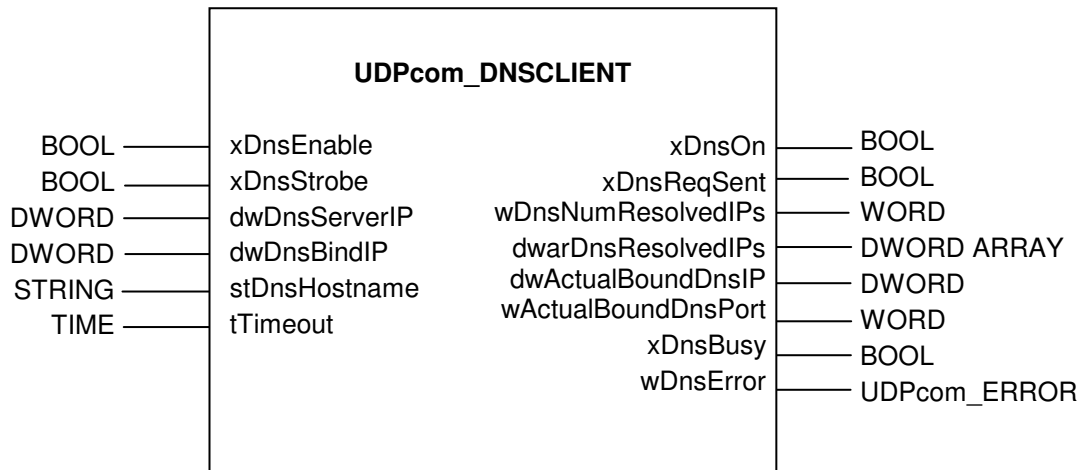 UDPcom_DNSCLIENT
BOOL xDnsEnable xDnsOn BOOL
BOOL xDnsStrobe xDnsReqSent BOOL
DWORD dwDnsServerIP wDnsNumResolvedIPs WORD
DWORD dwDnsBindIP dwarDnsResolvedIPs DWORD ARRAY
STRING stDnsHostname dwActualBoundDnsIP DWORD
TIME tTimeout wActualBoundDnsPort WORD
xDnsBusy BOOL
wDnsError UDPcom_ERROR